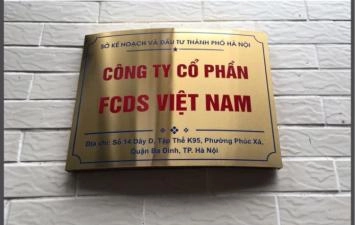 SỞ KẾ HOẠCH VÀ ĐẦU TƯ THÀNH PHỐ HÀ NỘI
CÔNG TY CỔ PHẦN
FCDS VIỆT NAM
Địa chỉ: Số 14 Dãy D, Tập Thể K95, Phường Phúc Xá,
Quận Ba Đình, TP. Hà Nội